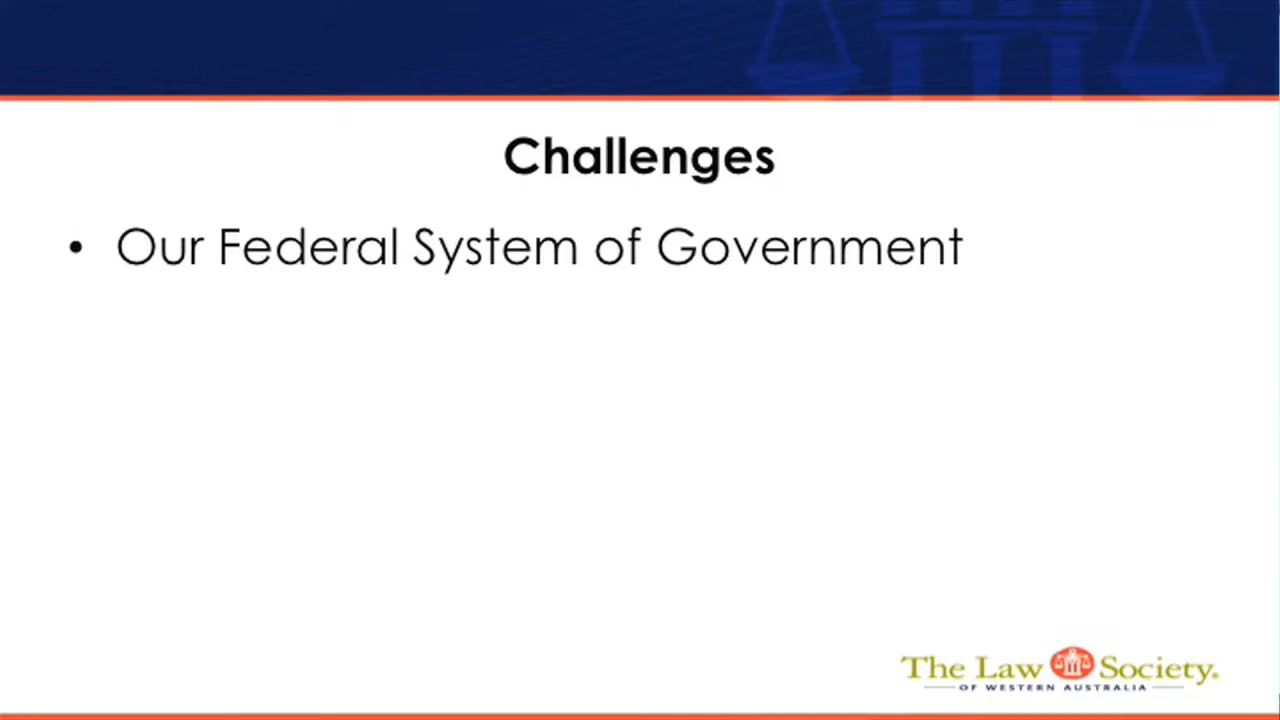 Challenges
• Our Federal System of Government
The Law Society.
OF WESTERN AUSTRALIA